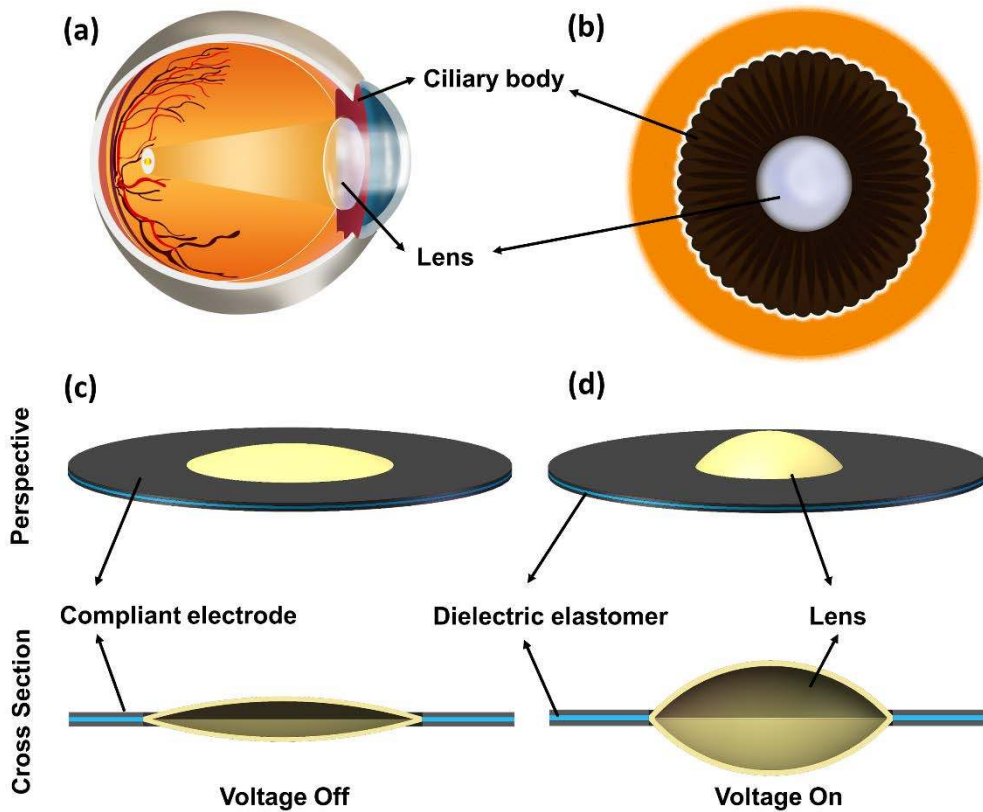 (a)
(b)
Ciliary body
Lens
(c)
(d)
Perspective
Compliant electrode
Dielectric elastomer
Lens
Cross Section
Voltage Off
Voltage On